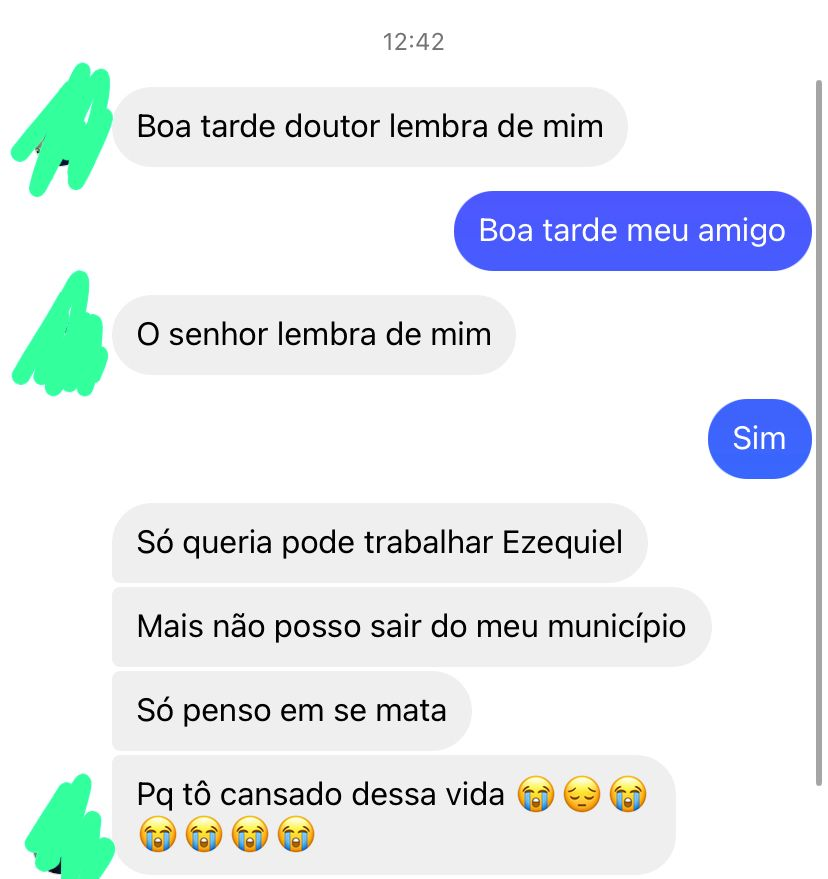 12:42
Boa tarde doutor lembra de mim
Boa tarde meu amigo
O senhor lembra de mim
Sim
Só queria pode trabalhar Ezequiel
Mais não posso sair do meu município
Só penso em se mata
Pq tô cansado dessa vida 😭😔😭
😭😭😭😭